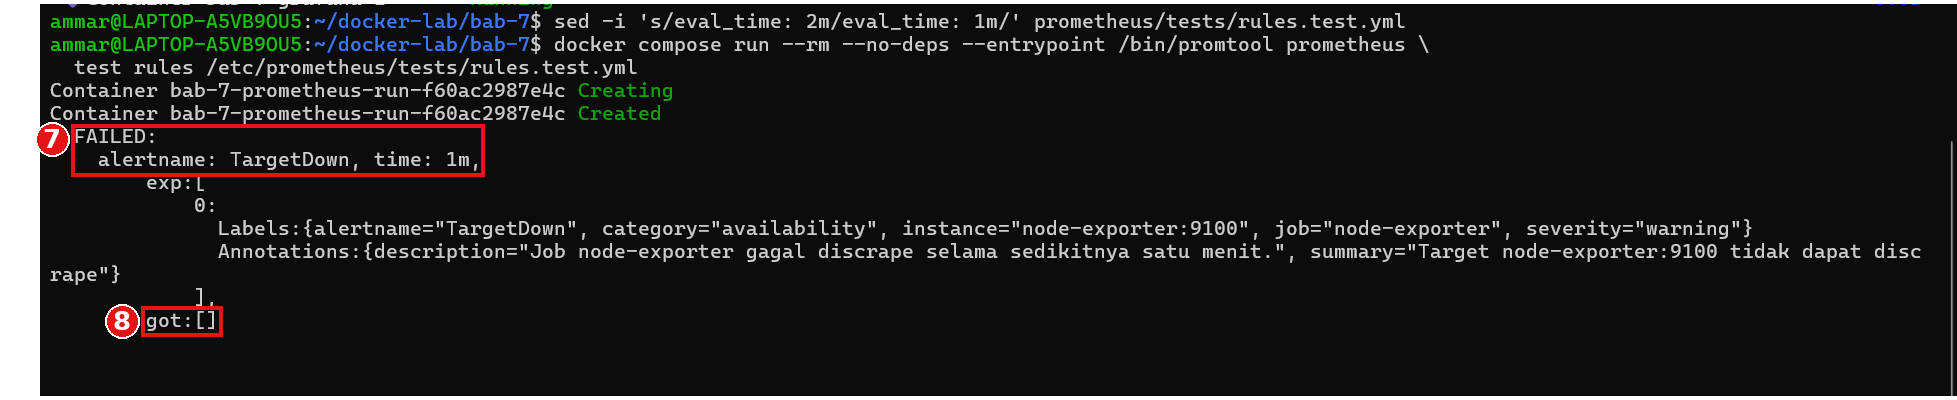 ammar@LAPTOP-A5VB9OU5:~/docker-lab/bab-7$ sed -i 's/eval_time: 2m/eval_time: 1m/' prometheus/tests/rules.test.yml
ammar@LAPTOP-A5VB9OU5:~/docker-lab/bab-7$ docker compose run --rm --no-deps --entrypoint /bin/promtool prometheus \
  test rules /etc/prometheus/tests/rules.test.yml
Container bab-7-prometheus-run-f60ac2987e4c Creating
Container bab-7-prometheus-run-f60ac2987e4c Created
7 FAILED:
    alertname: TargetDown, time: 1m,
        exp:[
            0:
              Labels:{alertname="TargetDown", category="availability", instance="node-exporter:9100", job="node-exporter", severity="warning"}
              Annotations:{description="Job node-exporter gagal discrape selama sedikitnya satu menit.", summary="Target node-exporter:9100 tidak dapat disc
rape"}
            ],
8 got:[]